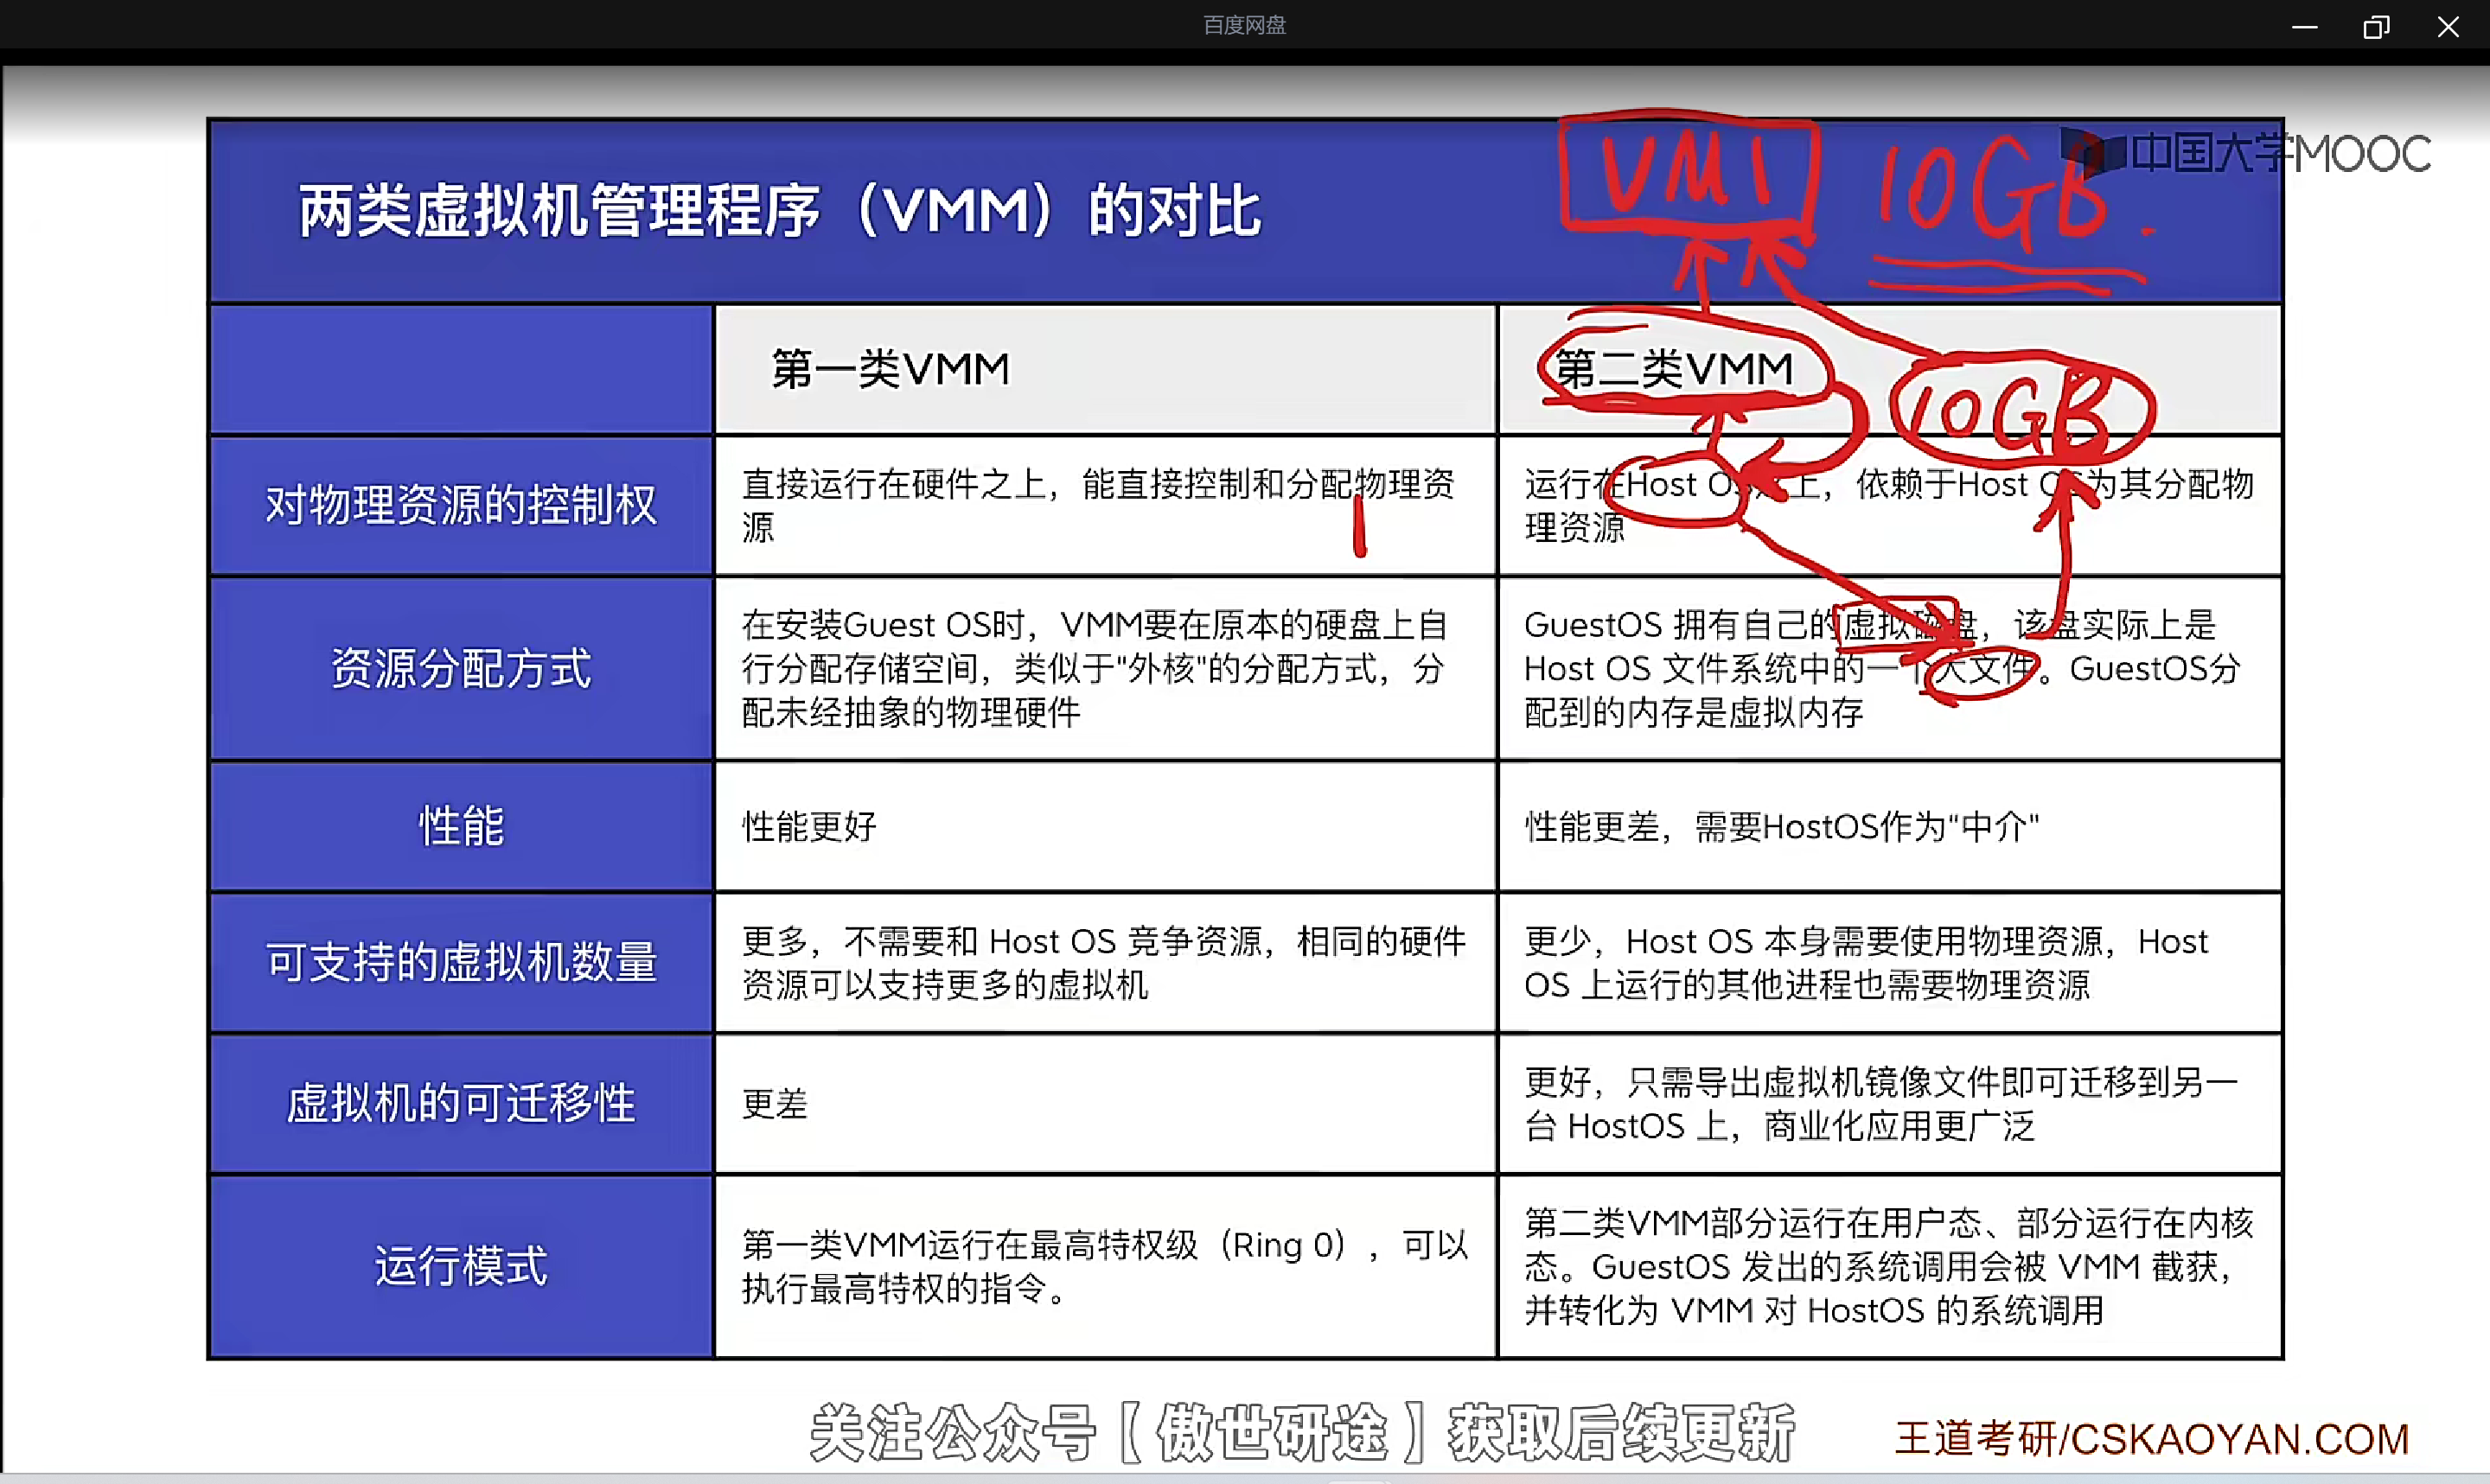 百度网盘
中国大学MOOC
VM1 10GB
两类虚拟机管理程序（VMM）的对比
第一类VMM
第二类VMM
10GB
对物理资源的控制权
直接运行在硬件之上，能直接控制和分配物理资
源
运行在Host OS之上，依赖于Host OS为其分配物
理资源
资源分配方式
在安装Guest OS时，VMM要在原本的硬盘上自
行分配存储空间，类似于"外核"的分配方式，分
配未经抽象的物理硬件
GuestOS 拥有自己的虚拟磁盘，该盘实际上是
Host OS 文件系统中的一个大文件。GuestOS分
配到的内存是虚拟内存
性能
性能更好
性能更差，需要HostOS作为"中介"
可支持的虚拟机数量
更多，不需要和 Host OS 竞争资源，相同的硬件
资源可以支持更多的虚拟机
更少，Host OS 本身需要使用物理资源，Host
OS 上运行的其他进程也需要物理资源
虚拟机的可迁移性
更差
更好，只需导出虚拟机镜像文件即可迁移到另一
台 HostOS 上，商业化应用更广泛
运行模式
第一类VMM运行在最高特权级（Ring 0），可以
执行最高特权的指令。
第二类VMM部分运行在用户态、部分运行在内核
态。GuestOS 发出的系统调用会被 VMM 截获，
并转化为 VMM 对 HostOS 的系统调用
关注公众号【傲世研途】获取后续更新
王道考研/CSKAOYAN.COM